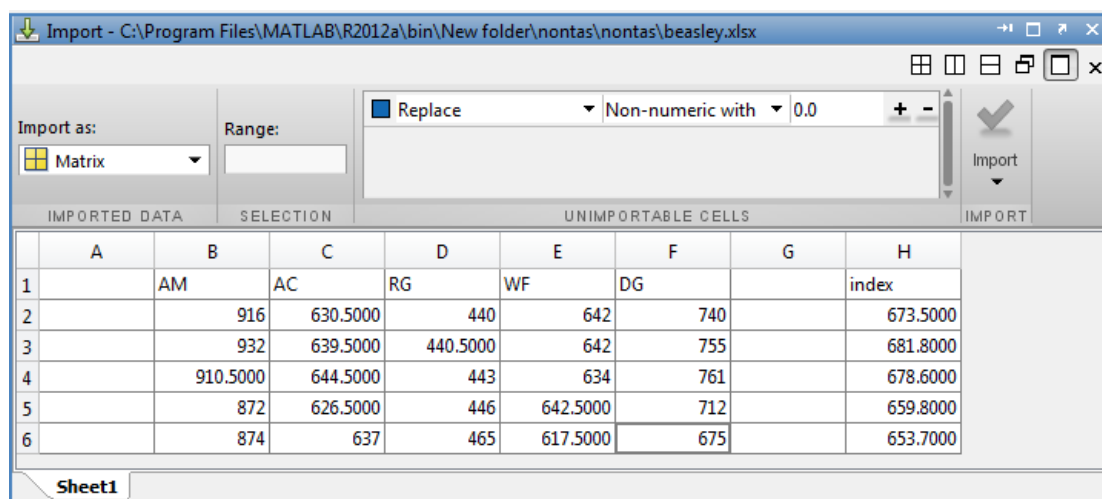 Import - C:\Program Files\MATLAB\R2012a\bin\New folder\nontas\nontas\beasley.xlsx
Import as:
Range:
Replace Non-numeric with 0.0
Matrix
Import
IMPORTED DATA SELECTION UNIMPORTABLE CELLS IMPORT
A B C D E F G H
1 AM AC RG WF DG index
2 916 630.5000 440 642 740 673.5000
3 932 639.5000 440.5000 642 755 681.8000
4 910.5000 644.5000 443 634 761 678.6000
5 872 626.5000 446 642.5000 712 659.8000
6 874 637 465 617.5000 675 653.7000
Sheet1